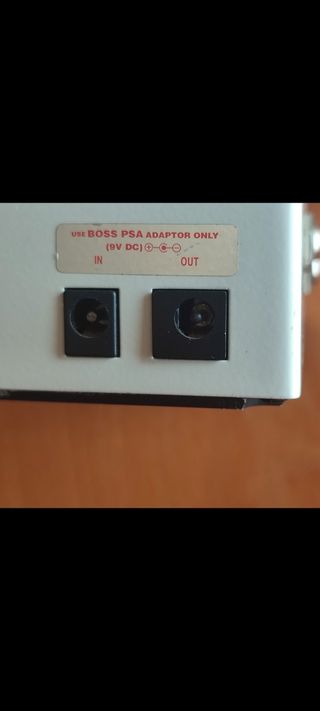 USE BOSS PSA ADAPTOR ONLY
(9V DC)
IN OUT